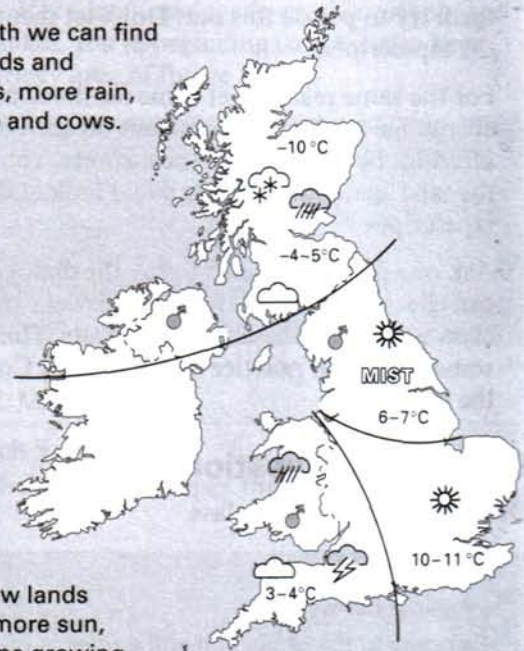 th we can find
ds and
s, more rain,
and cows.
–10 °C
–4–5°C
MIST
6–7°C
10–11°C
3–4°C
w lands
more sun,
growing